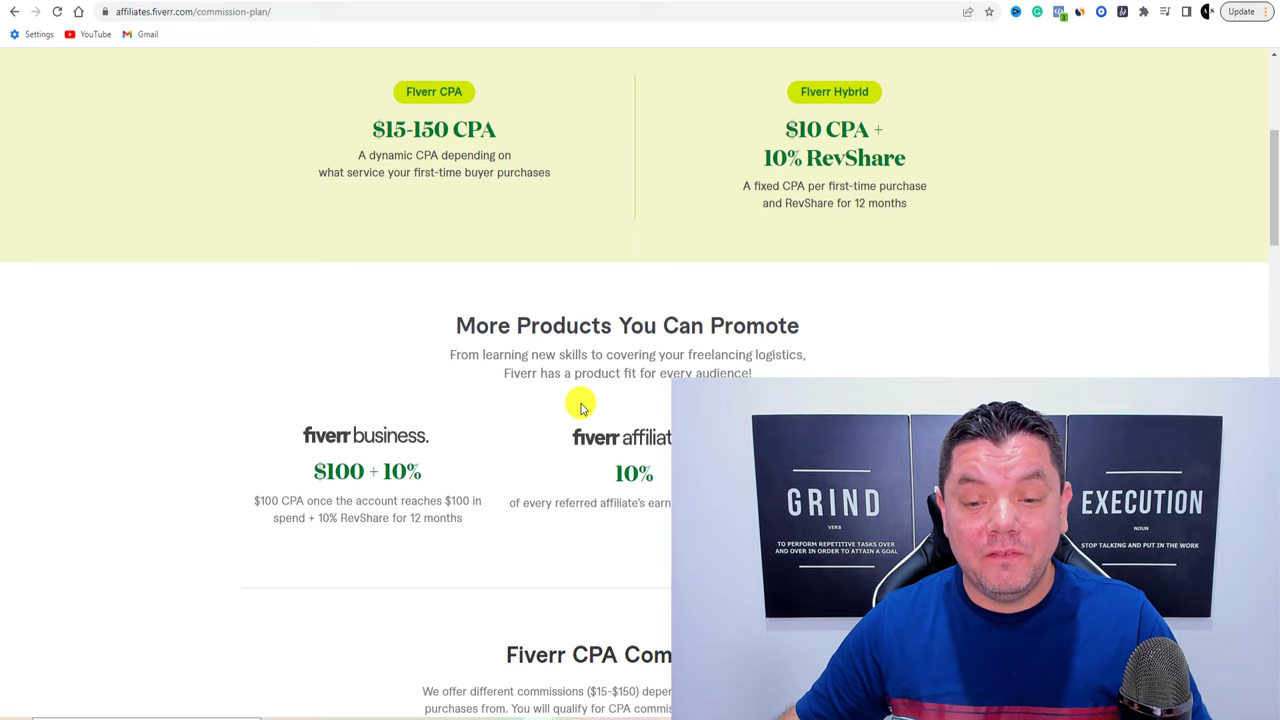 affiliates.fiverr.com/commission-plan/
Update
Settings
YouTube
Gmail
Fiverr CPA
$15-150 CPA
A dynamic CPA depending on
what service your first-time buyer purchases
Fiverr Hybrid
$10 CPA +
10% RevShare
A fixed CPA per first-time purchase
and RevShare for 12 months
More Products You Can Promote
From learning new skills to covering your freelancing logistics,
Fiverr has a product fit for every audience!
fiverr business.
$100 + 10%
$100 CPA once the account reaches $100 in
spend + 10% RevShare for 12 months
fiverr affiliat
10%
of every referred affiliate's earn
Fiverr CPA Com
We offer different commissions ($15-$150) depen
purchases from. You will qualify for CPA commis
GRIND
VERB
TO PERFORM REPETITIVE TASKS OVER
AND OVER IN ORDER TO ATTAIN A GOAL
EXECUTION
NOUN
STOP TALKING AND PUT IN THE WORK